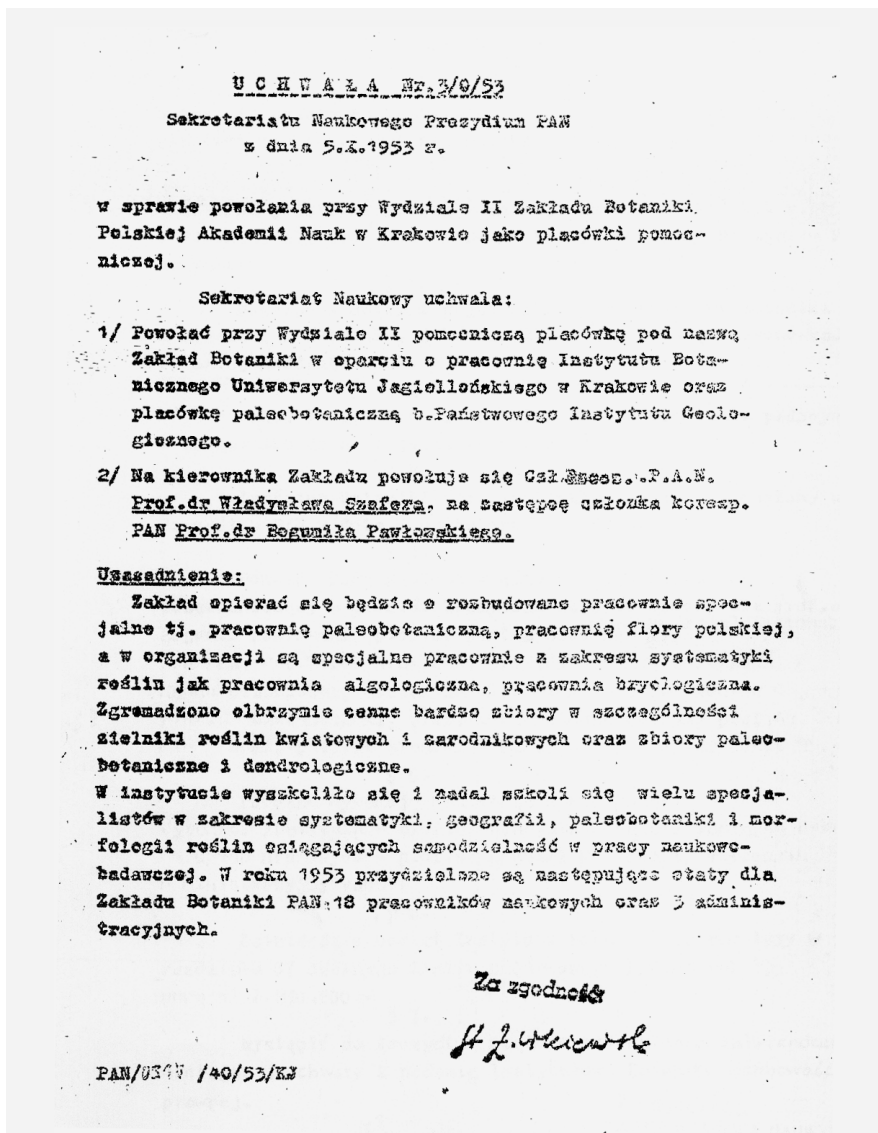 UCHWAŁA Nr.3/0/53
Sekretariatu Naukowego Prezydium PAN
z dnia 5.X.1953 r.
w sprawie powołania przy Wydziale II Zakładu Botaniki
Polskiej Akademii Nauk w Krakowie jako placówki pomoc-
niczej.
Sekretariat Naukowy uchwala:
1/ Powołać przy Wydziale II pomocniczą placówkę pod nazwą
Zakład Botaniki w oparciu o pracownię Instytutu Bota-
nicznego Uniwersytetu Jagiellońskiego w Krakowie oraz
placówkę paleobotaniczną b.Państwowego Instytutu Geolo-
gicznego.
2/ Na kierownika Zakładu powołuje się Czł. P.A.N.
Prof.dr Władysława Szafera, na zastępcę członka koresp.
PAN Prof.dr Bogumiła Pawłowskiego.
Uzasadnienie:
Zakład opierać się będzie o rozbudowane pracownie spec-
jalne tj. pracownię paleobotaniczną, pracownię flory polskiej,
a w organizacji są specjalne pracownie z zakresu systematyki
roślin jak pracownia algologiczna, pracownia bryologiczna.
Zgromadzono olbrzymie cenne bardzo zbiory w szczególności
zielniki roślin kwiatowych i zarodnikowych oraz zbiory paleo-
botaniczne i dendrologiczne.
W instytucie wyszkoliło się i nadal szkoli się wielu specja-
listów w zakresie systematyki, geografii, paleobotaniki i mor-
fologii roślin osiągających samodzielność w pracy naukowo-
badawczej. W roku 1953 przydzielone są następujące etaty dla
Zakładu Botaniki PAN 18 pracowników naukowych oraz 3 adminis-
tracyjnych.
Za zgodność
PAN/ /40/53/KJ